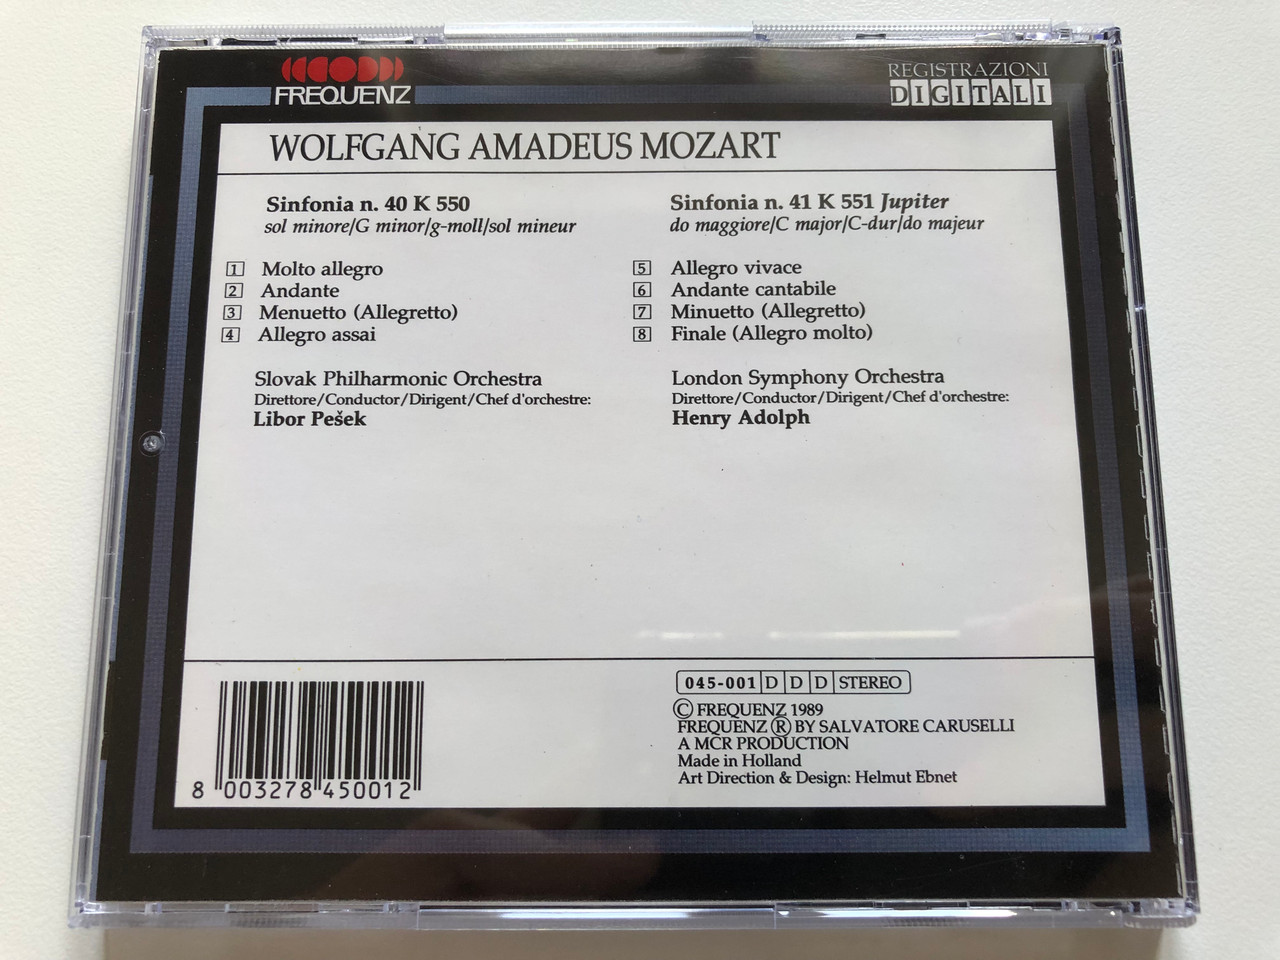 FREQUENZ
REGISTRAZIONI
DIGITALI
WOLFGANG AMADEUS MOZART
Sinfonia n. 40 K 550
sol minore/G minor/g-moll/sol mineur
1 Molto allegro
2 Andante
3 Menuetto (Allegretto)
4 Allegro assai
Slovak Philharmonic Orchestra
Direttore/Conductor/Dirigent/Chef d'orchestre:
Libor Pešek
Sinfonia n. 41 K 551 Jupiter
do maggiore/C major/C-dur/do majeur
5 Allegro vivace
6 Andante cantabile
7 Minuetto (Allegretto)
8 Finale (Allegro molto)
London Symphony Orchestra
Direttore/Conductor/Dirigent/Chef d'orchestre:
Henry Adolph
8 003278 450012
045-001 D D D STEREO
© FREQUENZ 1989
FREQUENZ ® BY SALVATORE CARUSELLI
A MCR PRODUCTION
Made in Holland
Art Direction & Design: Helmut Ebnet